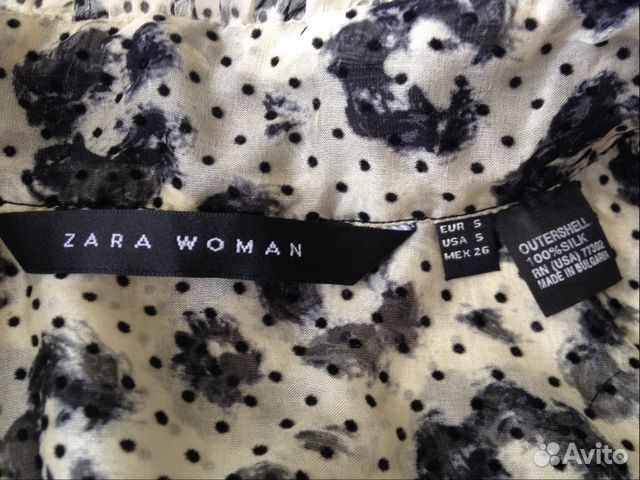 ZARA WOMAN
EUR S
USA S
MEX 26
OUTERSHELL
100%SILK
RN (USA) 77302
MADE IN BULGARIA
Avito